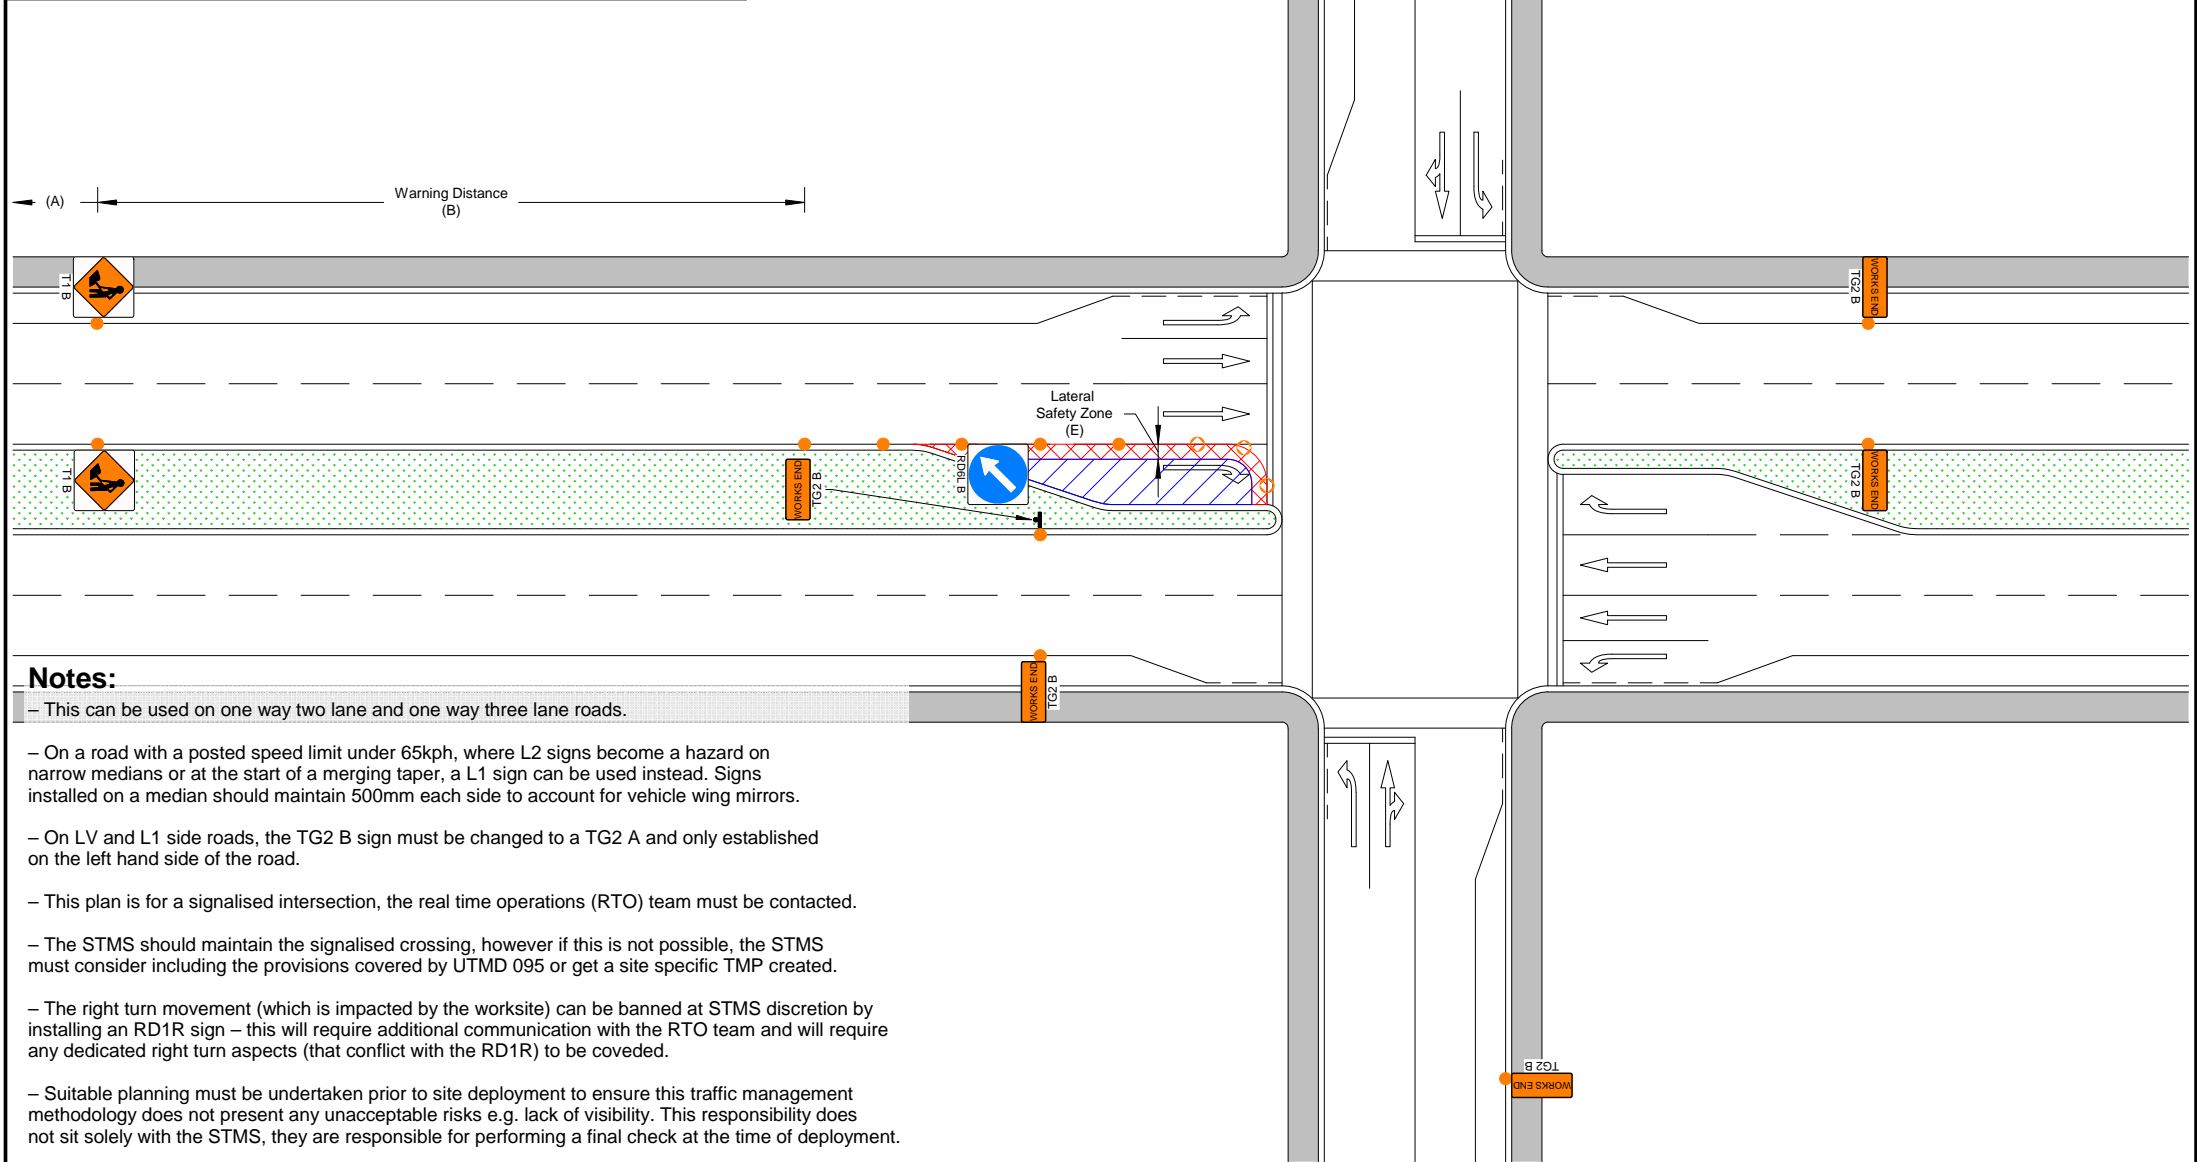 (A)
Warning Distance
(B)
T1 B
WORKS END
TG2 B
WORKS END
TG2 B
T1 B
WORKS END
TG2 B
RD6L B
Lateral
Safety Zone
(E)
WORKS END
TG2 B
WORKS END
TG2 B
WORKS END
TG2 B
Notes:
– This can be used on one way two lane and one way three lane roads.
– On a road with a posted speed limit under 65kph, where L2 signs become a hazard on
narrow medians or at the start of a merging taper, a L1 sign can be used instead. Signs
installed on a median should maintain 500mm each side to account for vehicle wing mirrors.
– On LV and L1 side roads, the TG2 B sign must be changed to a TG2 A and only established
on the left hand side of the road.
– This plan is for a signalised intersection, the real time operations (RTO) team must be contacted.
– The STMS should maintain the signalised crossing, however if this is not possible, the STMS
must consider including the provisions covered by UTMD 095 or get a site specific TMP created.
– The right turn movement (which is impacted by the worksite) can be banned at STMS discretion by
installing an RD1R sign – this will require additional communication with the RTO team and will require
any dedicated right turn aspects (that conflict with the RD1R) to be coveded.
– Suitable planning must be undertaken prior to site deployment to ensure this traffic management
methodology does not present any unacceptable risks e.g. lack of visibility. This responsibility does
not sit solely with the STMS, they are responsible for performing a final check at the time of deployment.